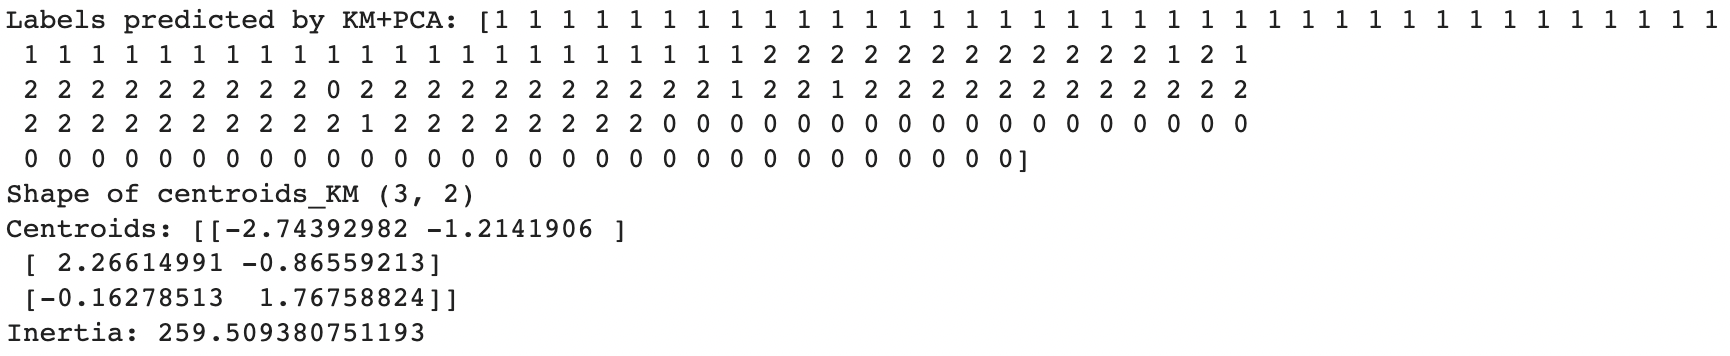 Labels predicted by KM+PCA: [1 1 1 1 1 1 1 1 1 1 1 1 1 1 1 1 1 1 1 1 1 1 1 1 1 1 1 1 1 1 1 1 1 1 1 1 1
1 1 1 1 1 1 1 1 1 1 1 1 1 1 1 1 1 1 1 1 1 1 2 2 2 2 2 2 2 2 2 2 2 2 1 2 1
2 2 2 2 2 2 2 2 2 0 2 2 2 2 2 2 2 2 2 2 2 1 2 2 1 2 2 2 2 2 2 2 2 2 2 2 2
2 2 2 2 2 2 2 2 2 2 1 2 2 2 2 2 2 2 2 0 0 0 0 0 0 0 0 0 0 0 0 0 0 0 0 0 0
0 0 0 0 0 0 0 0 0 0 0 0 0 0 0 0 0 0 0 0 0 0 0 0 0 0 0 0 0 0]
Shape of centroids_KM (3, 2)
Centroids: [[-2.74392982 -1.2141906 ]
[ 2.26614991 -0.86559213]
[-0.16278513  1.76758824]]
Inertia: 259.509380751193